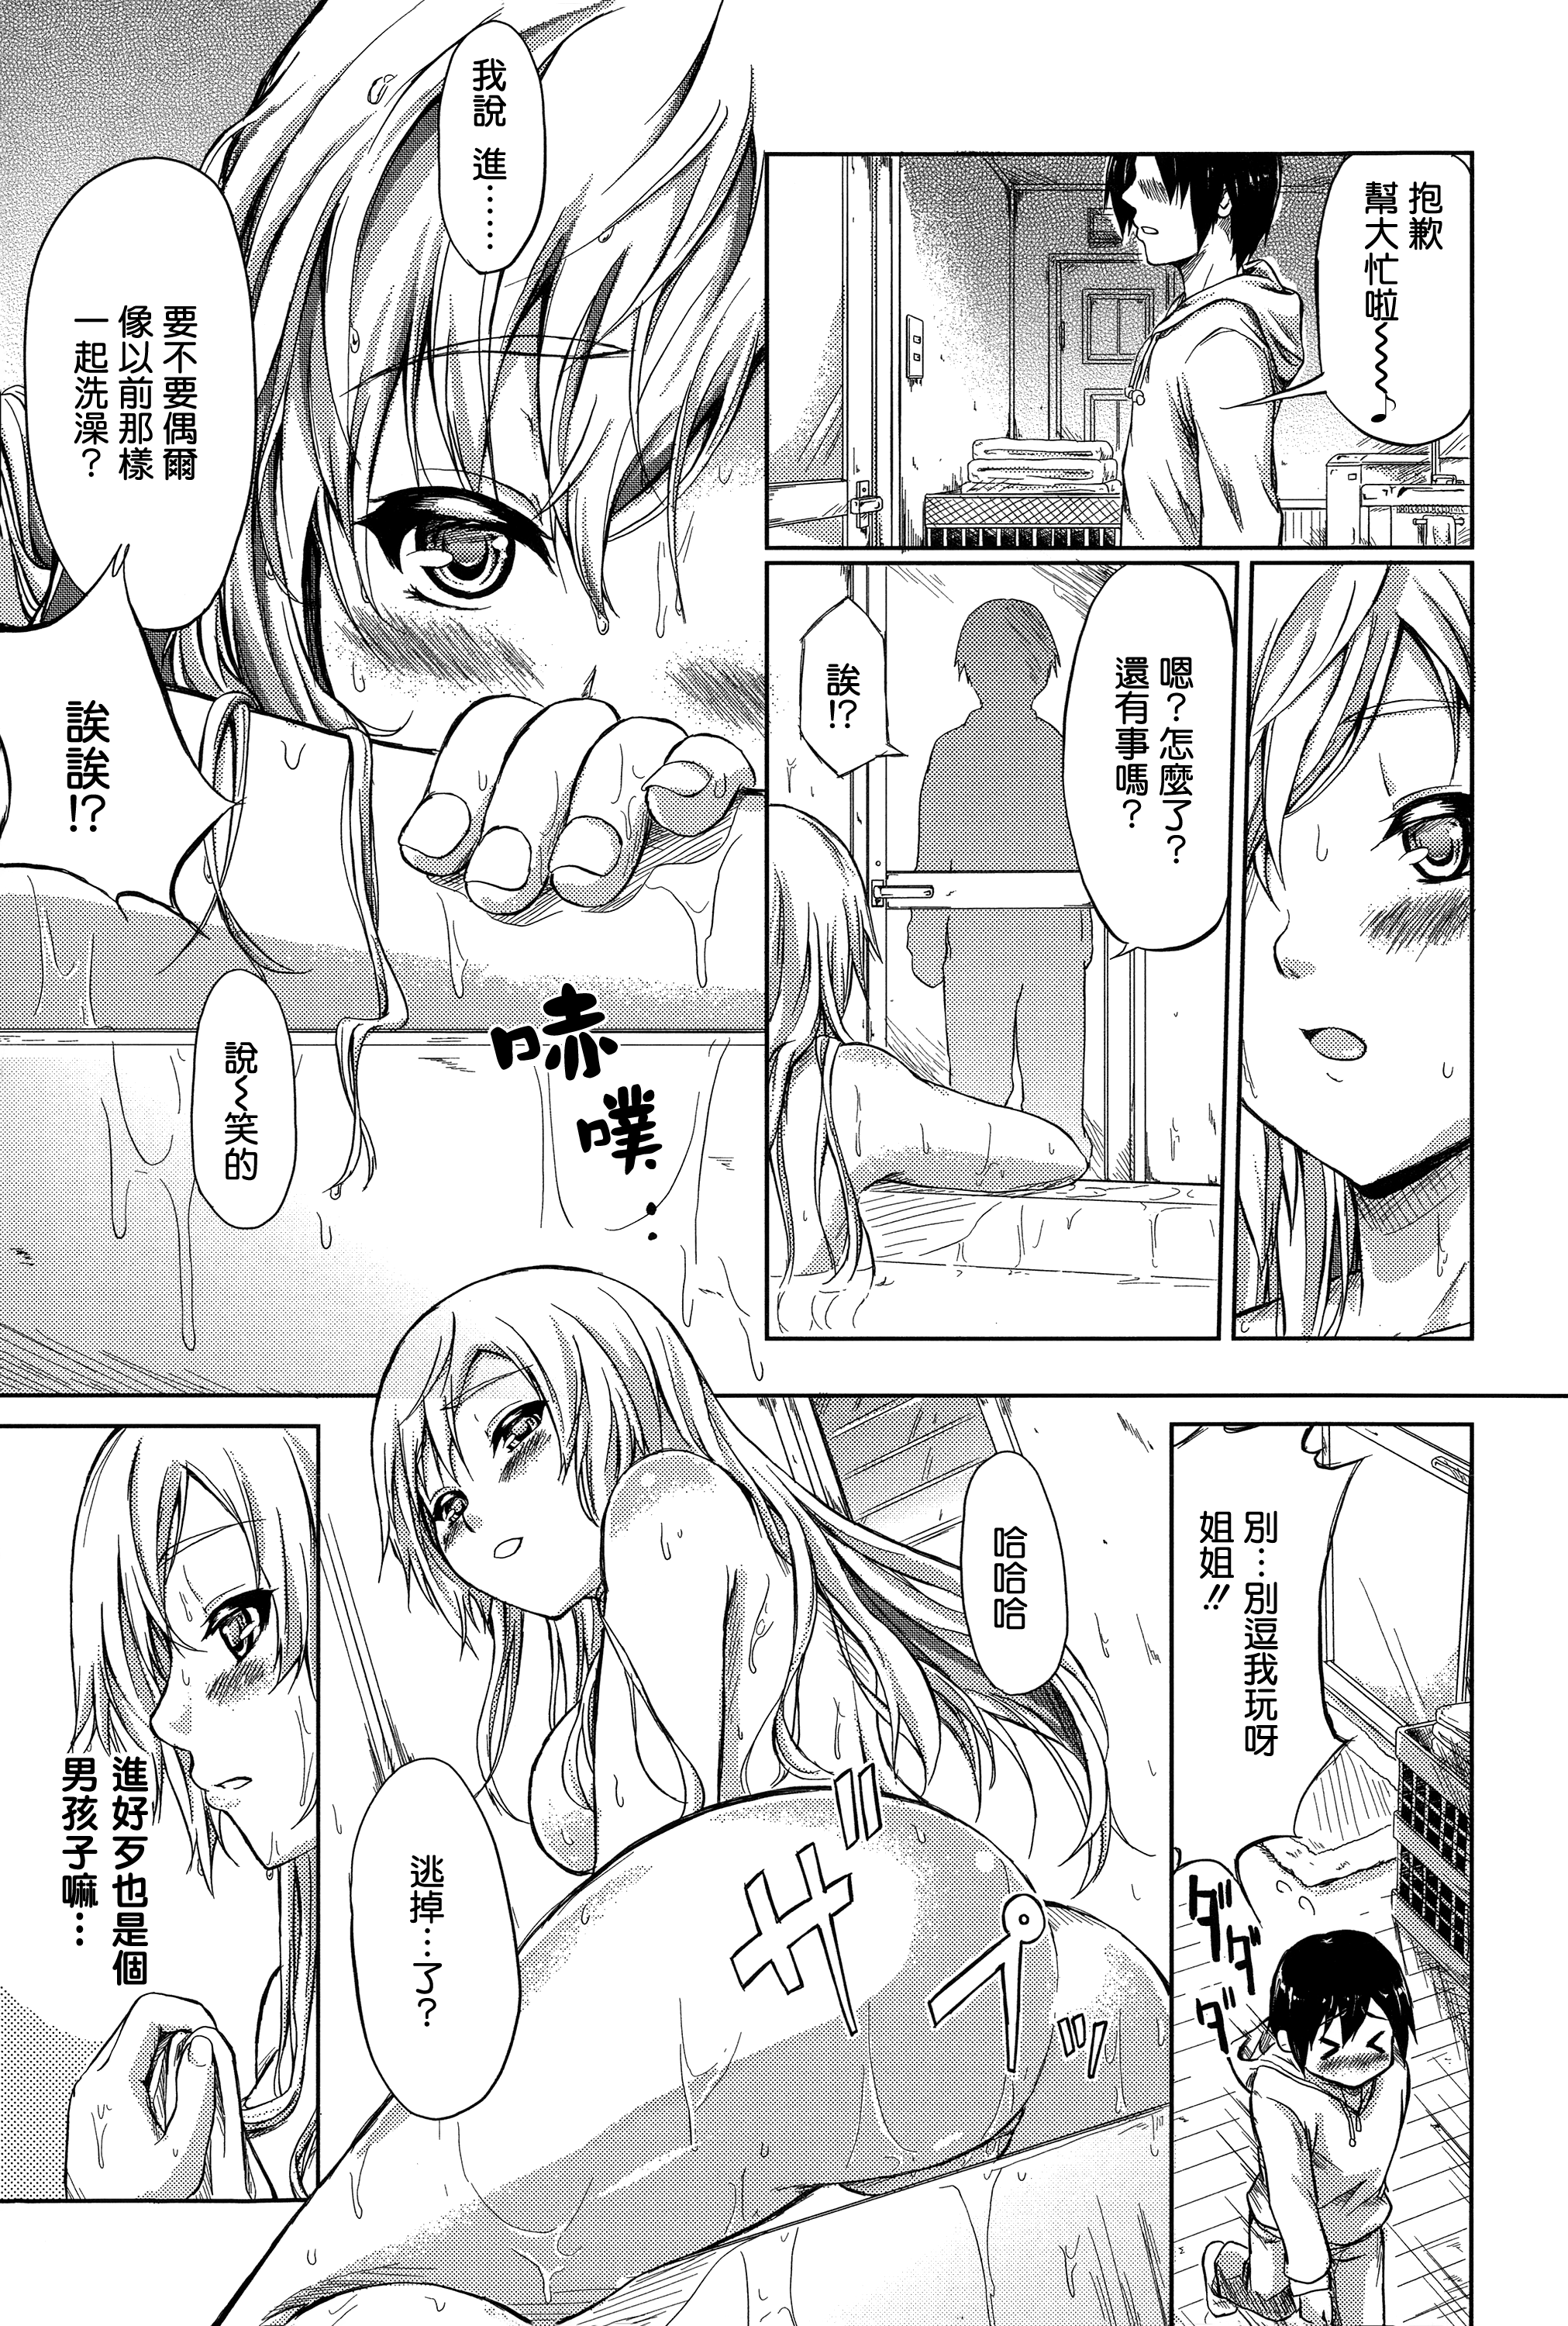 抱歉
幫大忙啦～♪
嗯？怎麼了？
還有事嗎？
誒!?
我說 進……
要不要偶爾
像以前那樣
一起洗澡？
誒誒!?
說～笑的
噗哧…
別…別逗我玩呀
姐姐!!
ダダダ
哈哈哈
ザバァッ
逃掉…了？
進好歹也是個
男孩子嘛…